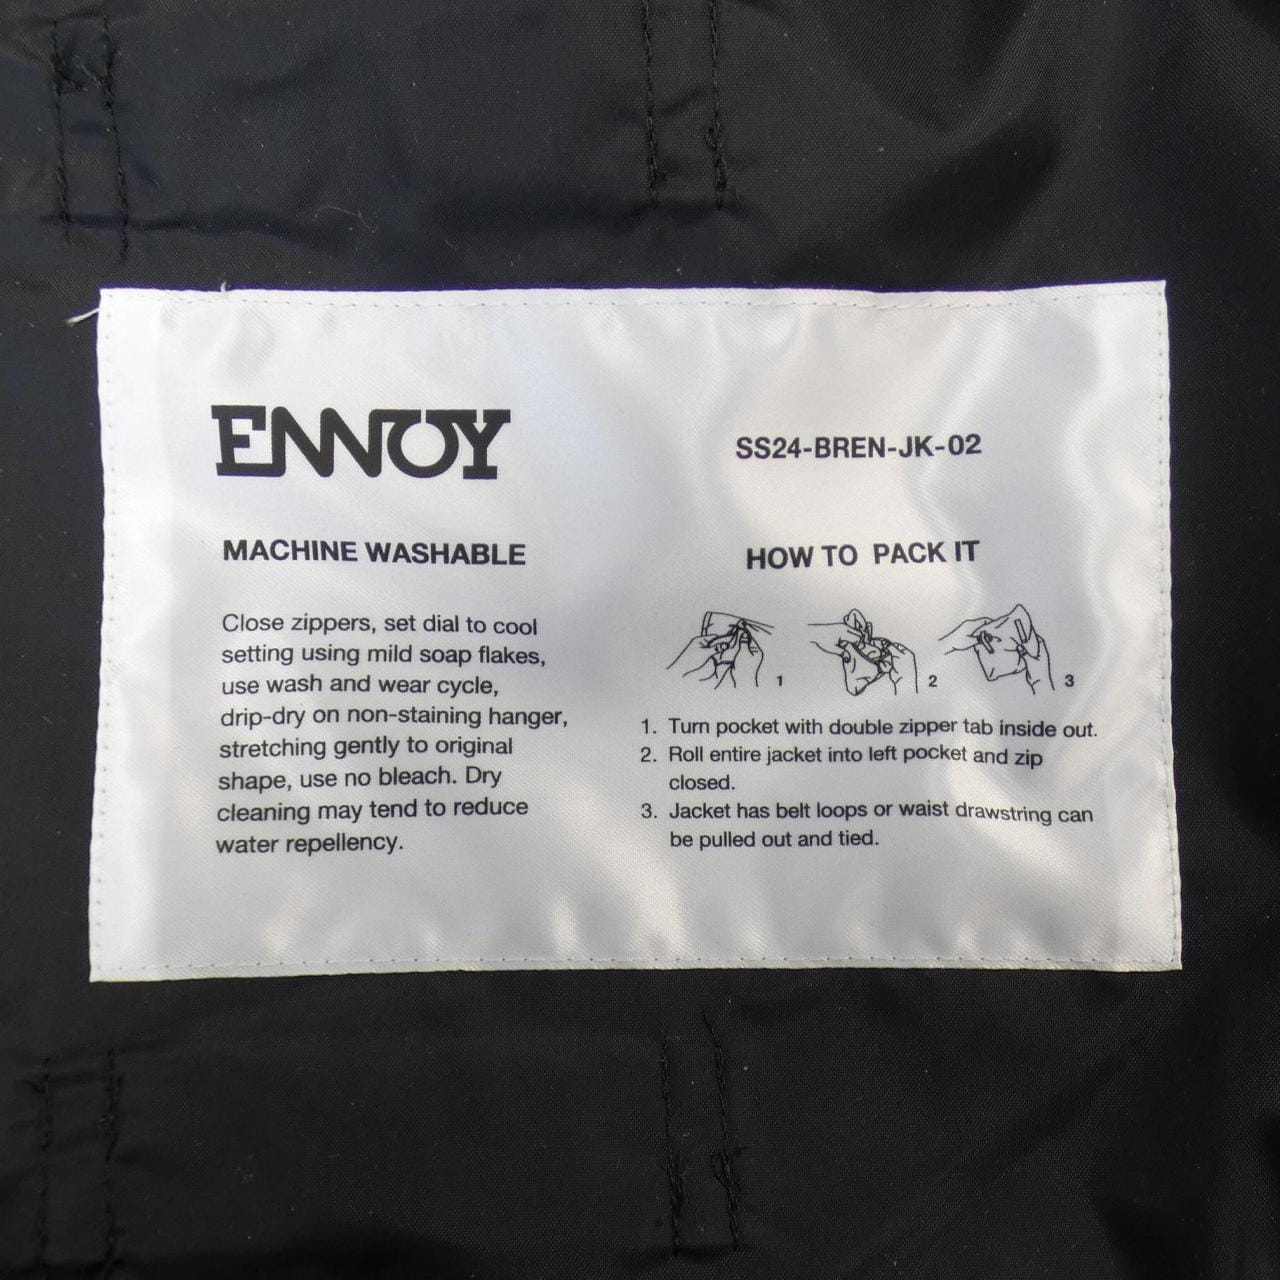 ENNOY
MACHINE WASHABLE
Close zippers, set dial to cool
setting using mild soap flakes,
use wash and wear cycle,
drip-dry on non-staining hanger,
stretching gently to original
shape, use no bleach. Dry
cleaning may tend to reduce
water repellency.
SS24-BREN-JK-02
HOW TO PACK IT
1 2 3
1. Turn pocket with double zipper tab inside out.
2. Roll entire jacket into left pocket and zip
closed.
3. Jacket has belt loops or waist drawstring can
be pulled out and tied.